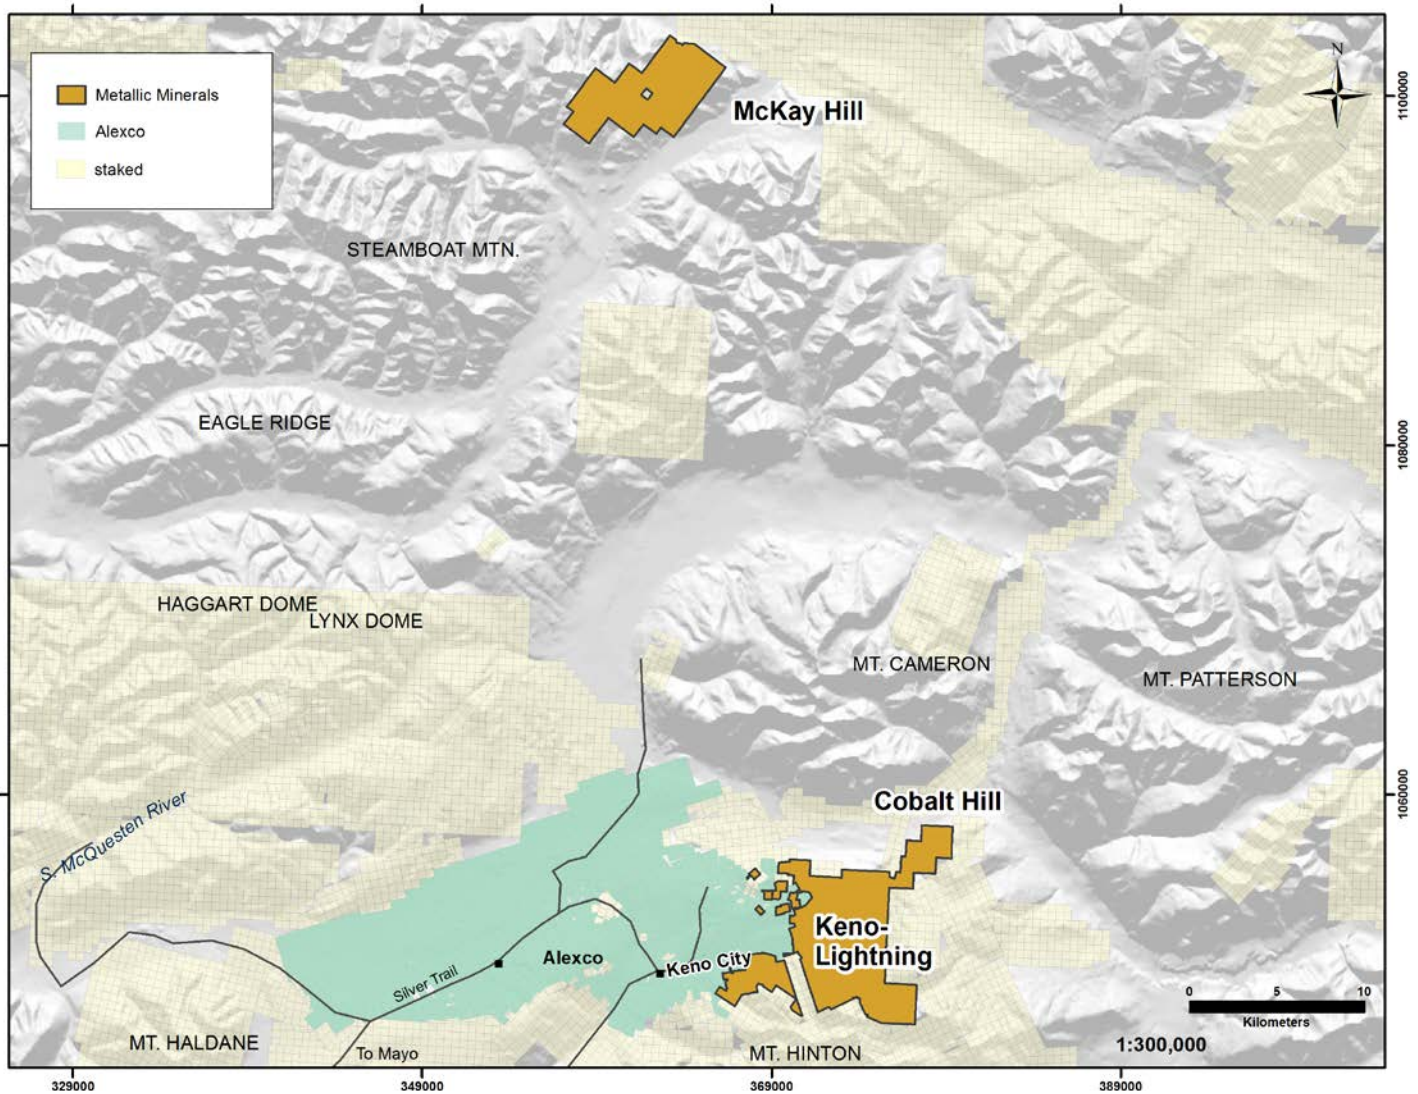 N
Metallic Minerals
Alexco
staked
McKay Hill
1100000
STEAMBOAT MTN.
EAGLE RIDGE
1080000
HAGGART DOME
LYNX DOME
MT. CAMERON
MT. PATTERSON
S. McQuesten River
Cobalt Hill
1060000
Keno-
Lightning
Alexco
Keno City
Silver Trail
0 5 10
Kilometers
MT. HALDANE
To Mayo
MT. HINTON
1:300,000
329000 349000 369000 389000